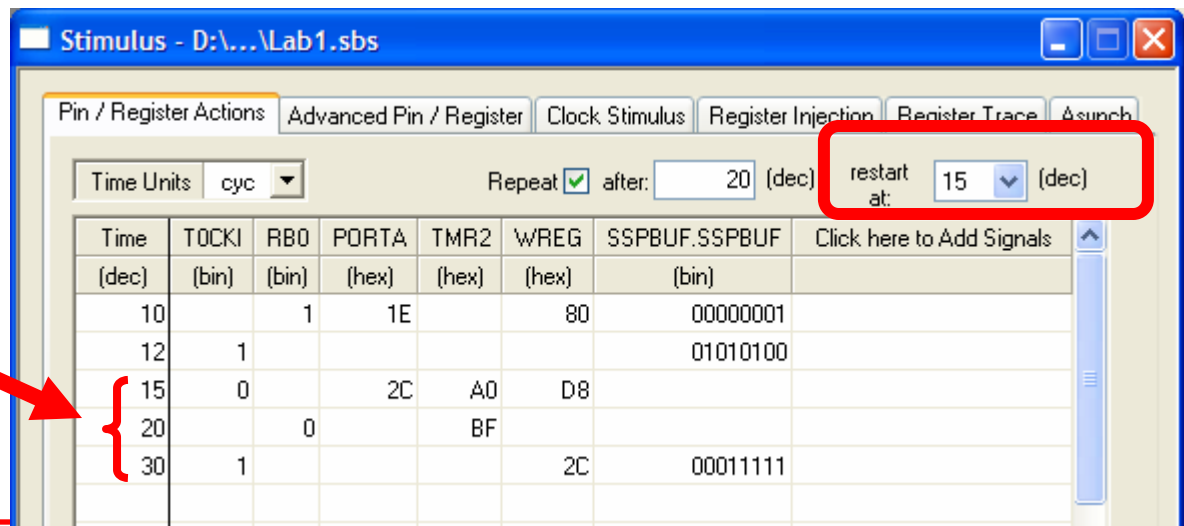 Stimulus - D:\...\Lab1.sbs
Pin / Register Actions Advanced Pin / Register Clock Stimulus Register Injection Register Trace Asynch
Time Units cyc Repeat after: 20 (dec) restart at: 15 (dec)
Time T0CKI RB0 PORTA TMR2 WREG SSPBUF.SSPBUF Click here to Add Signals
(dec) (bin) (bin) (hex) (hex) (hex) (bin)
10 1 1E 80 00000001
12 1 01010100
15 0 2C A0 D8
20 0 BF
30 1 2C 00011111